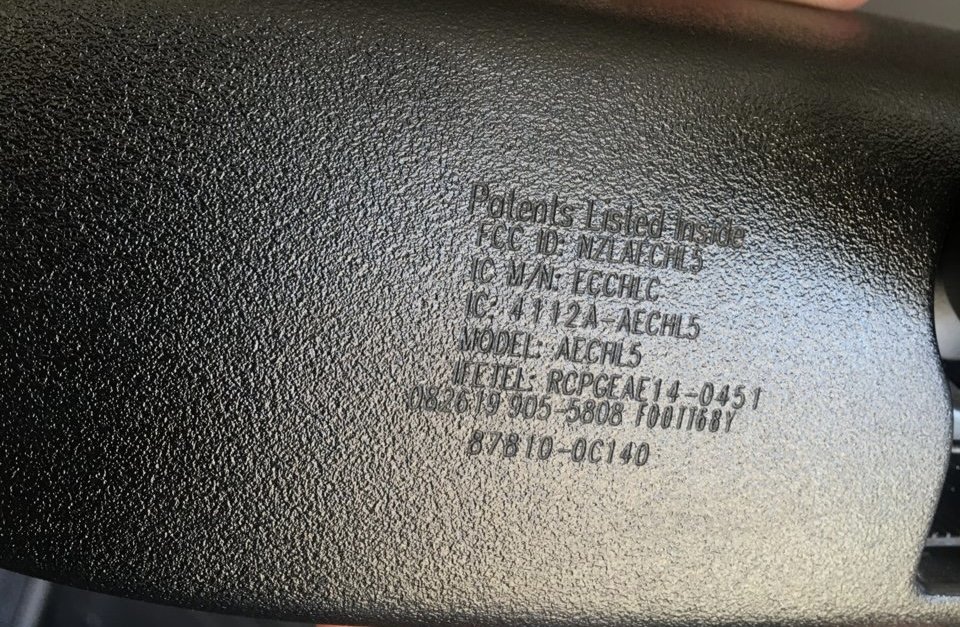 Patents Listed Inside
FCC ID: NZLAECHL5
IC M/N: ECCHLC
IC: 4112A-AECHL5
MODEL: AECHL5
IFETEL: RCPGEAE14-0451
082619 905-5808 F00IT68Y
87810-0C140